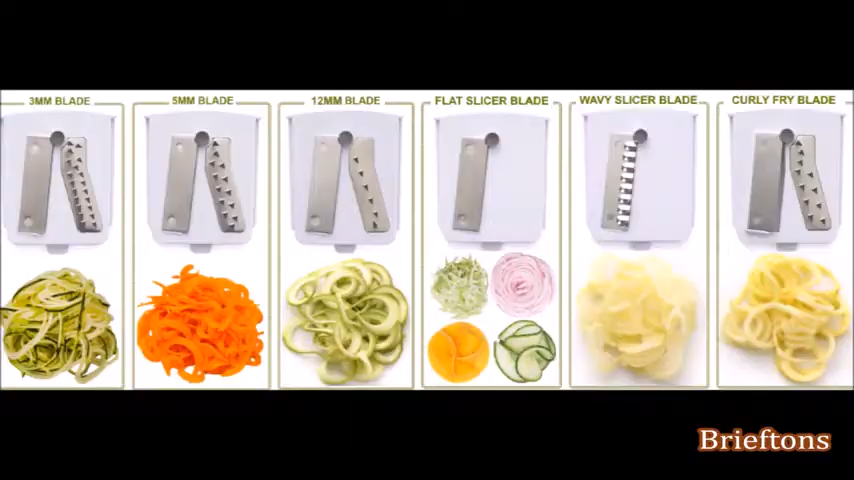 3MM BLADE
5MM BLADE
12MM BLADE
FLAT SLICER BLADE
WAVY SLICER BLADE
CURLY FRY BLADE
Brieftons